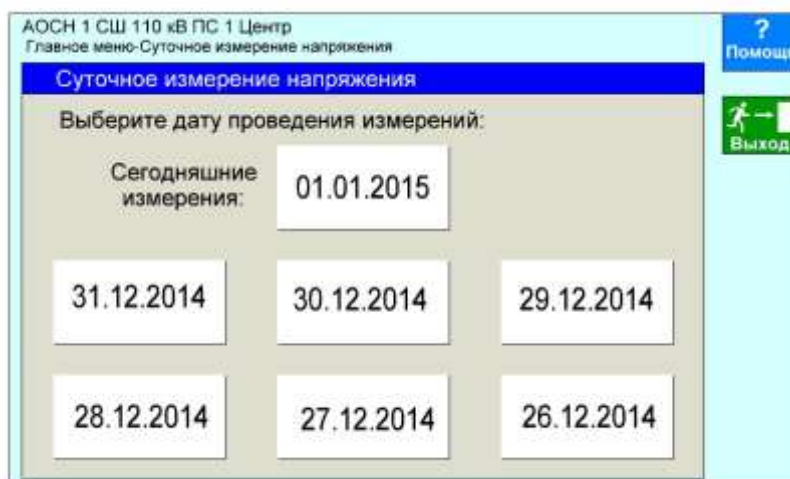 АОСН 1 СШ 110 кВ ПС 1 Центр
Главное меню-Суточное измерение напряжения
?
Помощь
Суточное измерение напряжения
Выберите дату проведения измерений:
Выход
Сегодняшние
измерения:
01.01.2015
31.12.2014
30.12.2014
29.12.2014
28.12.2014
27.12.2014
26.12.2014